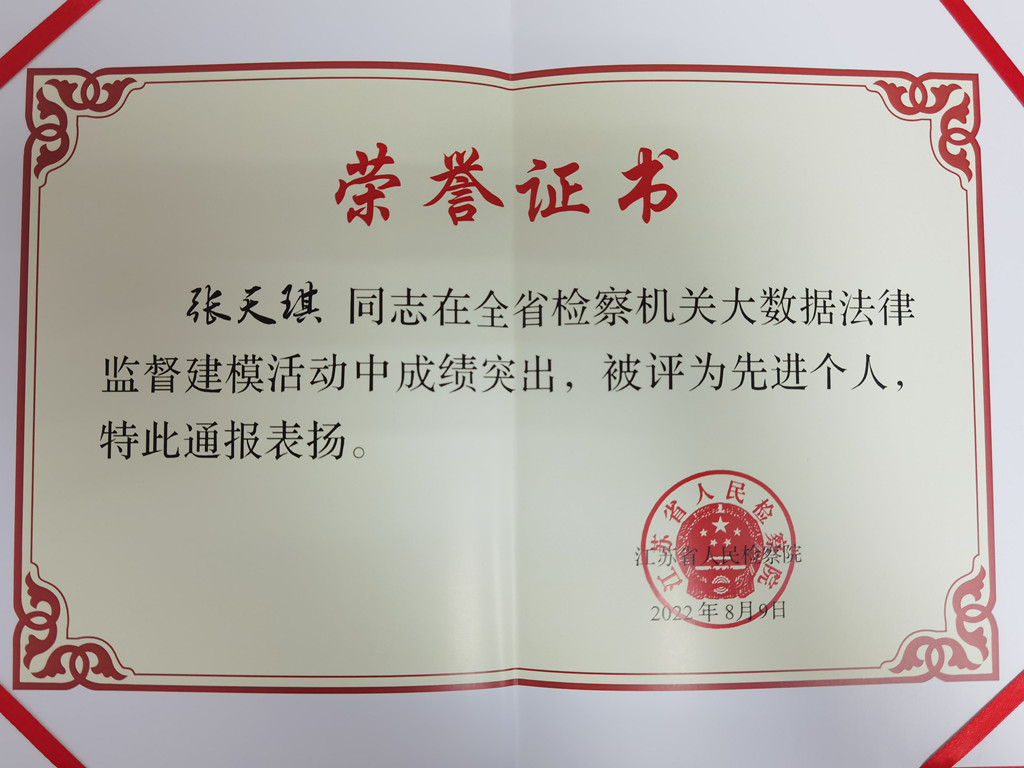 荣誉证书
张天琪 同志在全省检察机关大数据法律
监督建模活动中成绩突出，被评为先进个人，
特此通报表扬。
江苏省人民检察院
江苏省人民检察院
2022年8月9日